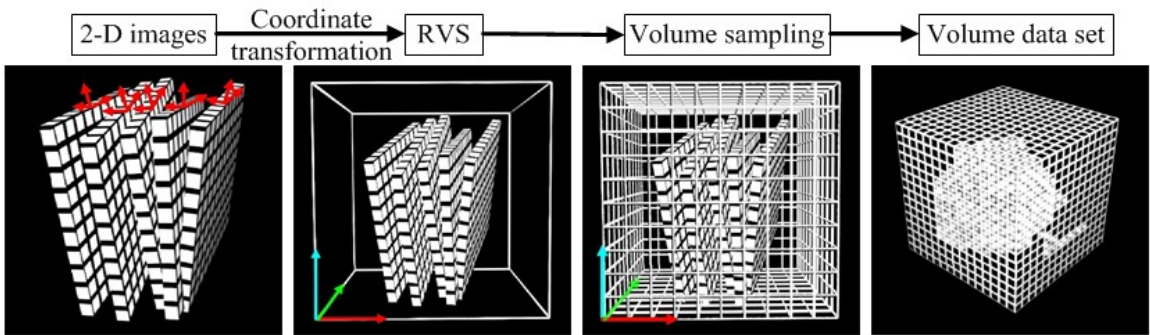 2-D images
Coordinate
transformation
RVS
Volume sampling
Volume data set